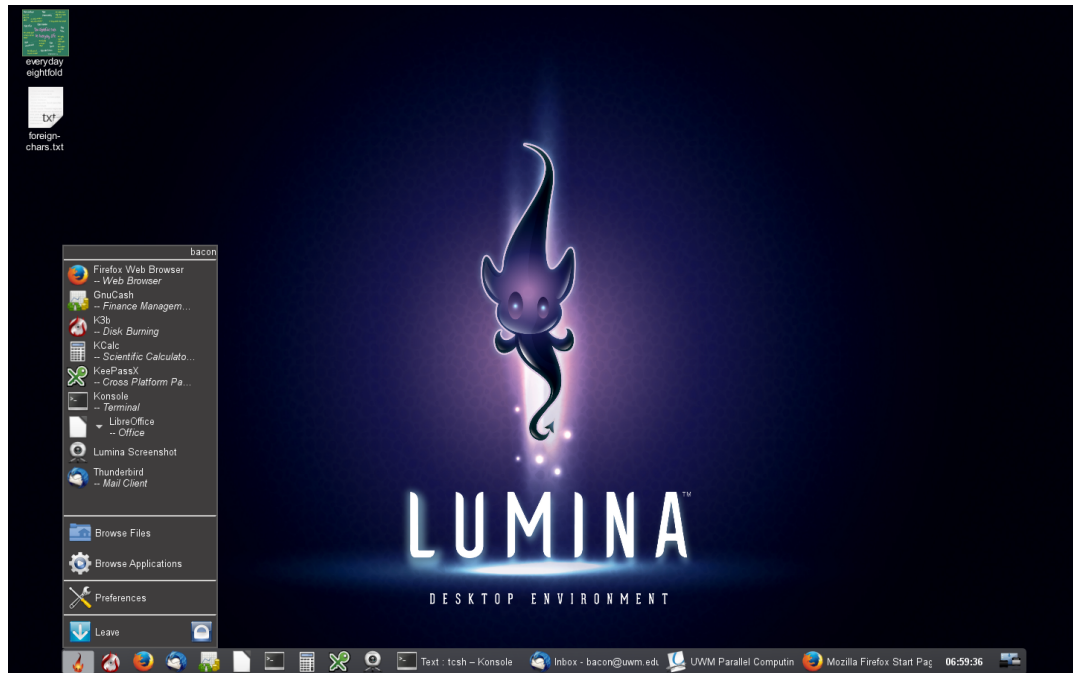 everyday
eightfold
txt
foreign-
chars.txt
bacon
Firefox Web Browser
-- Web Browser
GnuCash
-- Finance Managem...
K3b
-- Disk Burning
KCalc
-- Scientific Calculato...
KeePassX
-- Cross Platform Pa...
Konsole
-- Terminal
LibreOffice
-- Office
Lumina Screenshot
Thunderbird
-- Mail Client
Browse Files
Browse Applications
Preferences
Leave
LUMINA™
DESKTOP ENVIRONMENT
Text : tcsh – Konsole
Inbox - bacon@uwm.edu
UWM Parallel Computin
Mozilla Firefox Start Pag
06:59:36